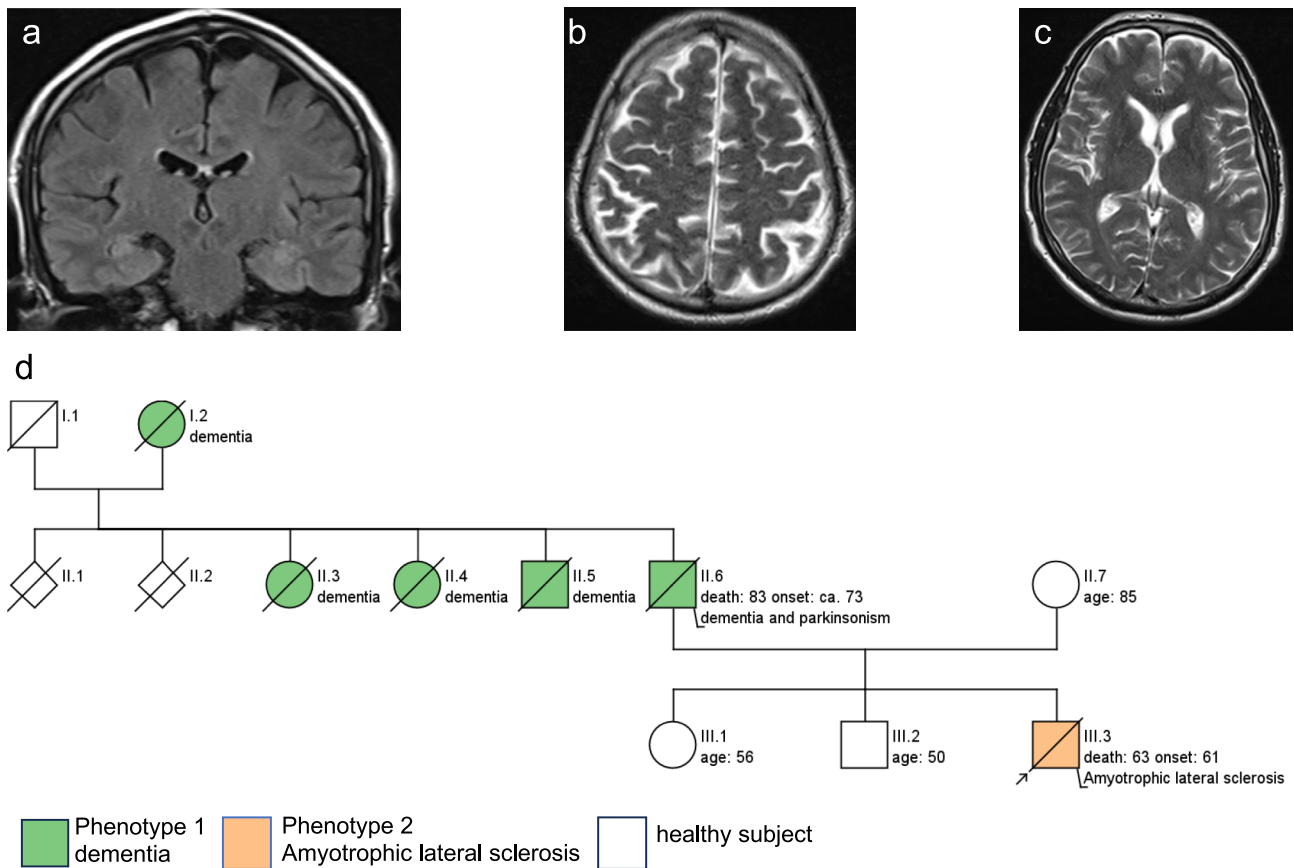 a
b
c
d
I.1
I.2
dementia
II.1
II.2
II.3
dementia
II.4
dementia
II.5
dementia
II.6
death: 83 onset: ca. 73
dementia and parkinsonism
II.7
age: 85
III.1
age: 56
III.2
age: 50
III.3
death: 63 onset: 61
Amyotrophic lateral sclerosis
Phenotype 1
dementia
Phenotype 2
Amyotrophic lateral sclerosis
healthy subject